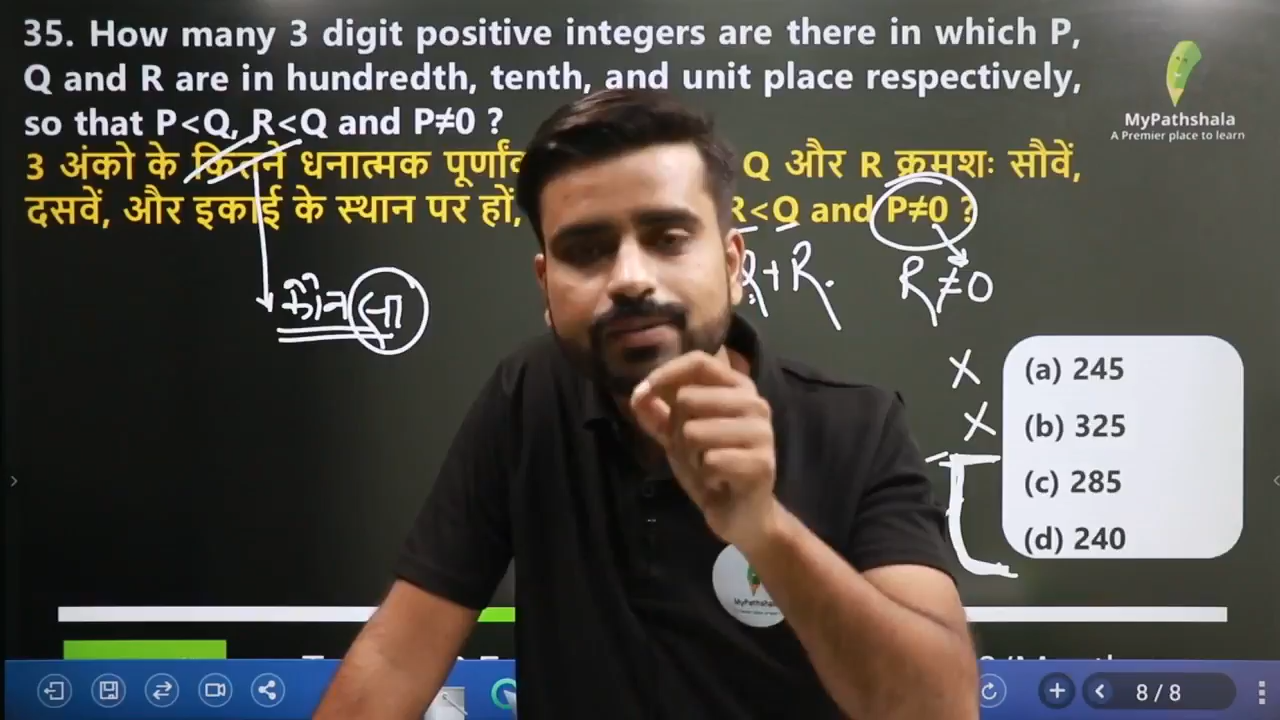 35. How many 3 digit positive integers are there in which P,
Q and R are in hundredth, tenth, and unit place respectively,
so that P<Q, R<Q and P≠0 ?
3 अंको के कितने धनात्मक पूर्णां Q और R क्रमशः सौवें,
दसवें, और इकाई के स्थान पर हों, R<Q and P≠0 ?
MyPathshala
A Premier place to learn
कौन सा
+ R.
R≠0
(a) 245
(b) 325
(c) 285
(d) 240
MyPathshala
8 / 8